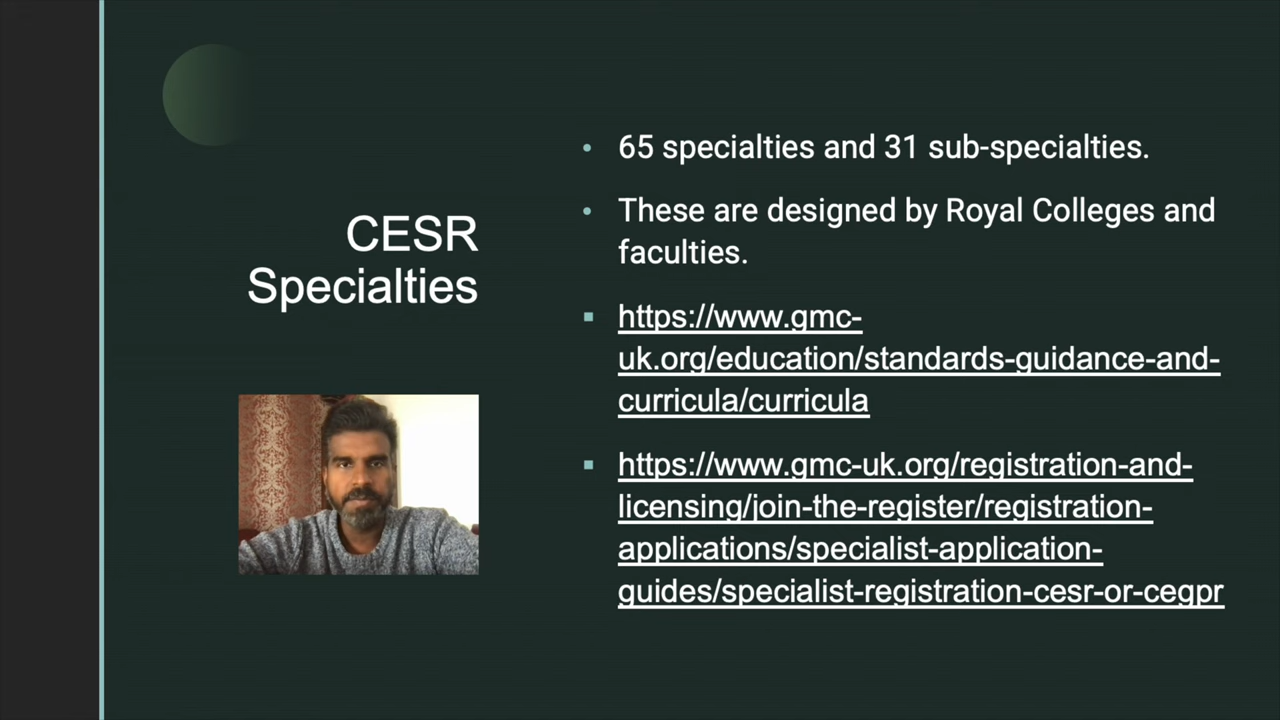 CESR
Specialties
65 specialties and 31 sub-specialties.
These are designed by Royal Colleges and
faculties.
https://www.gmc-
uk.org/education/standards-guidance-and-
curricula/curricula
https://www.gmc-uk.org/registration-and-
licensing/join-the-register/registration-
applications/specialist-application-
guides/specialist-registration-cesr-or-cegpr